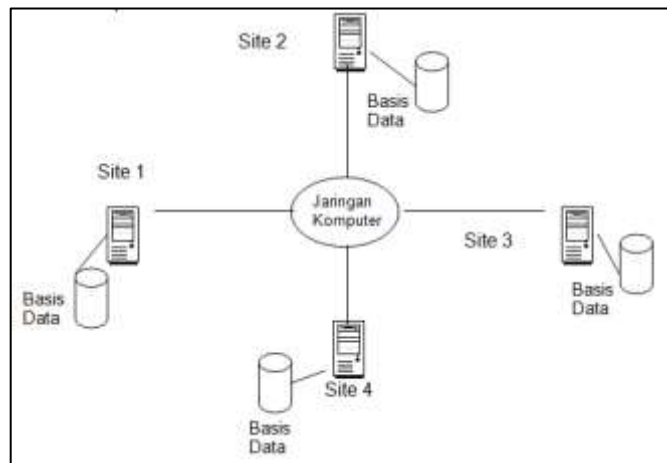 Site 2
Basis
Data
Site 1
Jaringan
Komputer
Site 3
Basis
Data
Basis
Data
Site 4
Basis
Data